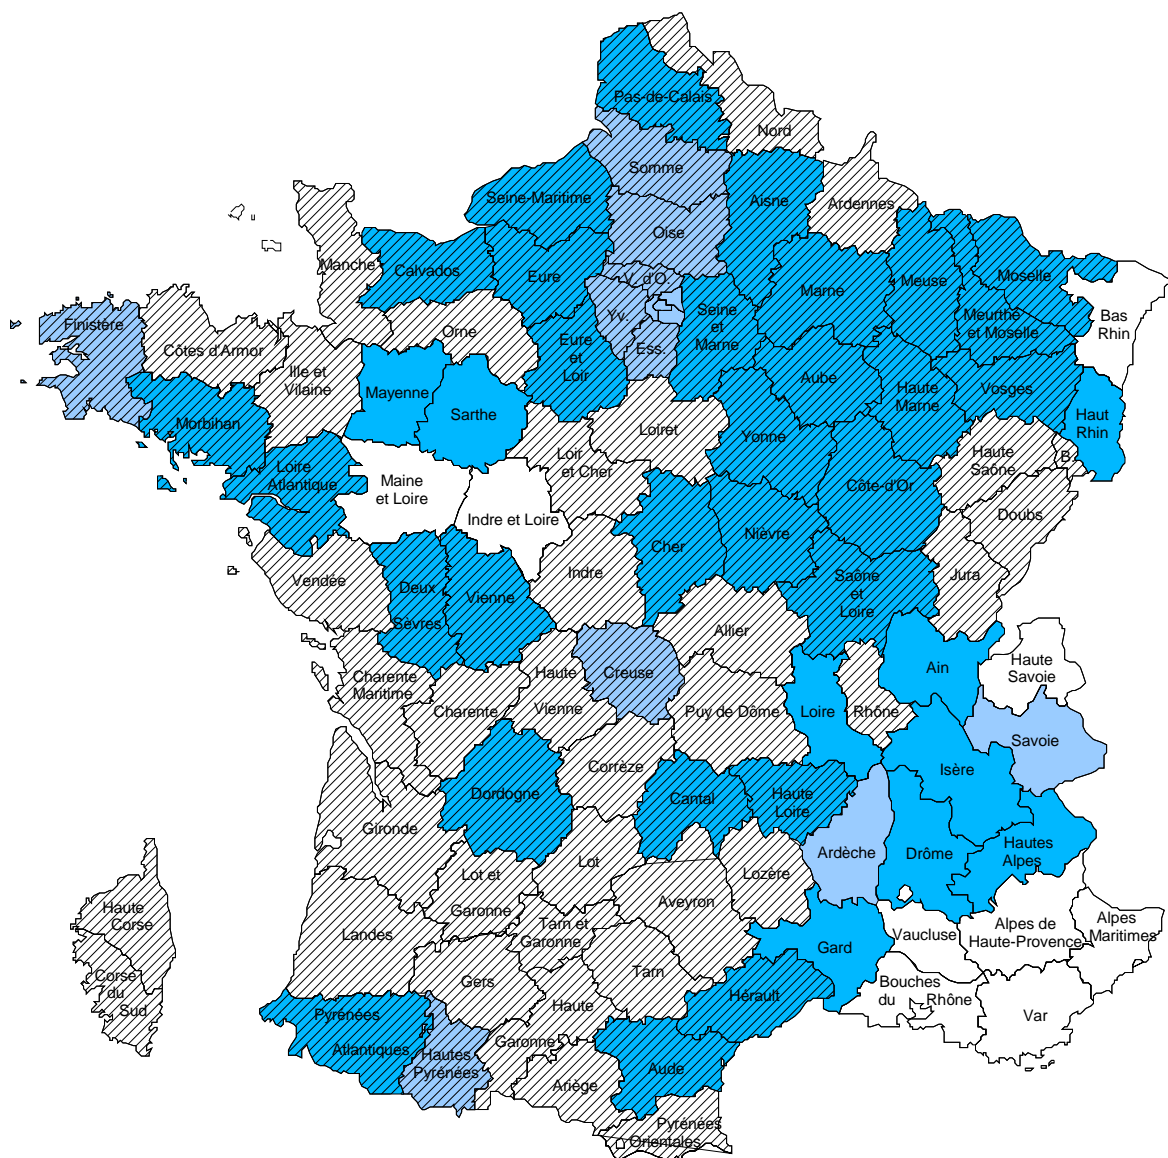 Pas-de-Calais
Nord
Somme
Seine-Maritime
Aisne
Ardennes
Oise
Manche
Calvados
Eure
V. d'O.
Marne
Meuse
Moselle
Finistère
Côtes d'Armor
Orne
Yv.
Ess.
Seine
et
Marne
Meurthe
et Moselle
Bas
Rhin
Ille et
Vilaine
Mayenne
Sarthe
Eure
et
Loir
Aube
Haute
Marne
Vosges
Haut
Rhin
Morbihan
Loiret
Yonne
Loire
Atlantique
Maine
et Loire
Indre et Loire
Loir
et Cher
Côte-d'Or
Haute
Saône
B.
Doubs
Cher
Nièvre
Vendée
Deux
Sèvres
Vienne
Indre
Saône
et
Loire
Jura
Allier
Charente
Maritime
Charente
Haute
Vienne
Creuse
Puy de Dôme
Loire
Rhône
Ain
Haute
Savoie
Savoie
Isère
Corrèze
Dordogne
Cantal
Haute
Loire
Gironde
Ardèche
Drôme
Hautes
Alpes
Lot et
Garonne
Lot
Lozère
Aveyron
Haute
Corse
Corse
du
Sud
Landes
Tarn et
Garonne
Tarn
Gard
Vaucluse
Alpes de
Haute-Provence
Alpes
Maritimes
Gers
Haute
Garonne
Hérault
Bouches
du Rhône
Var
Pyrénées
Atlantiques
Hautes
Pyrénées
Ariège
Aude
Pyrénées
Orientales